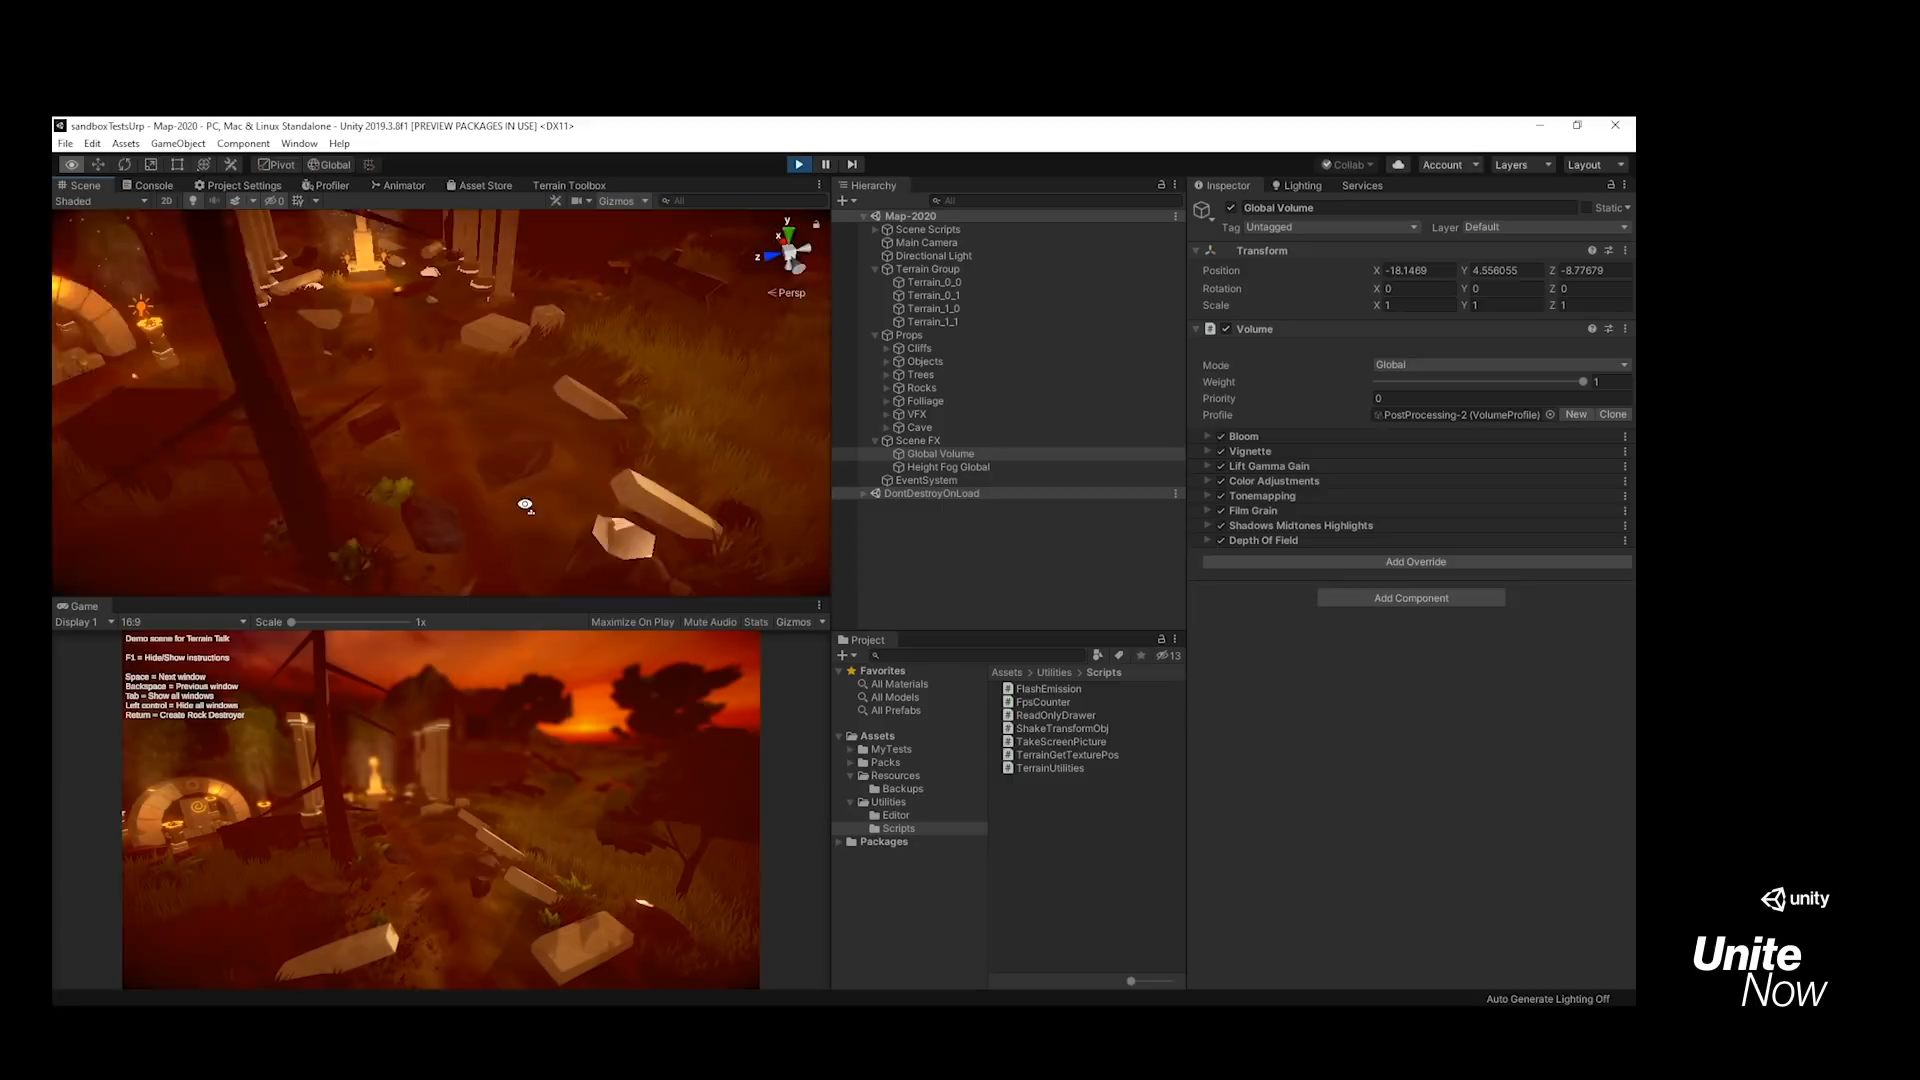 sandboxTestsUrp - Map-2020 - PC, Mac & Linux Standalone - Unity 2019.3.8f1 [PREVIEW PACKAGES IN USE] <DX11>
File Edit Assets GameObject Component Window Help
Pivot Global Collab Account Layers Layout
Scene Console Project Settings Profiler Animator Asset Store Terrain Toolbox
Shaded 2D 0 Gizmos All
y
x
z
Persp
Game
Display 1 16:9 Scale 1x Maximize On Play Mute Audio Stats Gizmos
Demo scene for Terrain Talk
F1 = Hide/Show instructions
Space = Next window
Backspace = Previous window
Tab = Show all windows
Left control = Hide all windows
Return = Create Rock Destroyer
Hierarchy
All
Map-2020
Scene Scripts
Main Camera
Directional Light
Terrain Group
Terrain_0_0
Terrain_0_1
Terrain_1_0
Terrain_1_1
Props
Cliffs
Objects
Trees
Rocks
Folliage
VFX
Cave
Scene FX
Global Volume
Height Fog Global
EventSystem
DontDestroyOnLoad
Project
13
Favorites
All Materials
All Models
All Prefabs
Assets
MyTests
Packs
Resources
Backups
Utilities
Editor
Scripts
Packages
Assets > Utilities > Scripts
FlashEmission
FpsCounter
ReadOnlyDrawer
ShakeTransformObj
TakeScreenPicture
TerrainGetTexturePos
TerrainUtilities
Inspector Lighting Services
Global Volume Static
Tag Untagged Layer Default
Transform
Position X -18.1469 Y 4.556055 Z -8.77679
Rotation X 0 Y 0 Z 0
Scale X 1 Y 1 Z 1
Volume
Mode Global
Weight 1
Priority 0
Profile PostProcessing-2 (VolumeProfile) New Clone
Bloom
Vignette
Lift Gamma Gain
Color Adjustments
Tonemapping
Film Grain
Shadows Midtones Highlights
Depth Of Field
Add Override
Add Component
Auto Generate Lighting Off
unity
Unite
Now